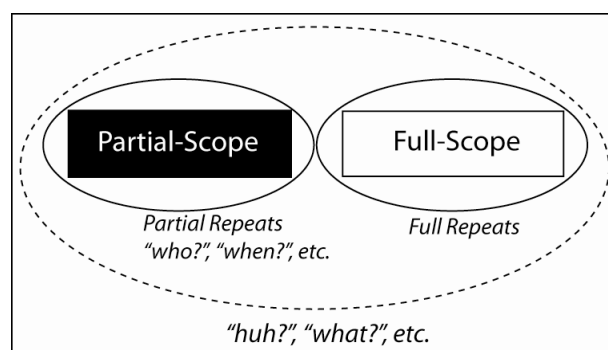 Partial-Scope
Full-Scope
Partial Repeats
“who?”, “when?”, etc.
Full Repeats
“huh?”, “what?”, etc.